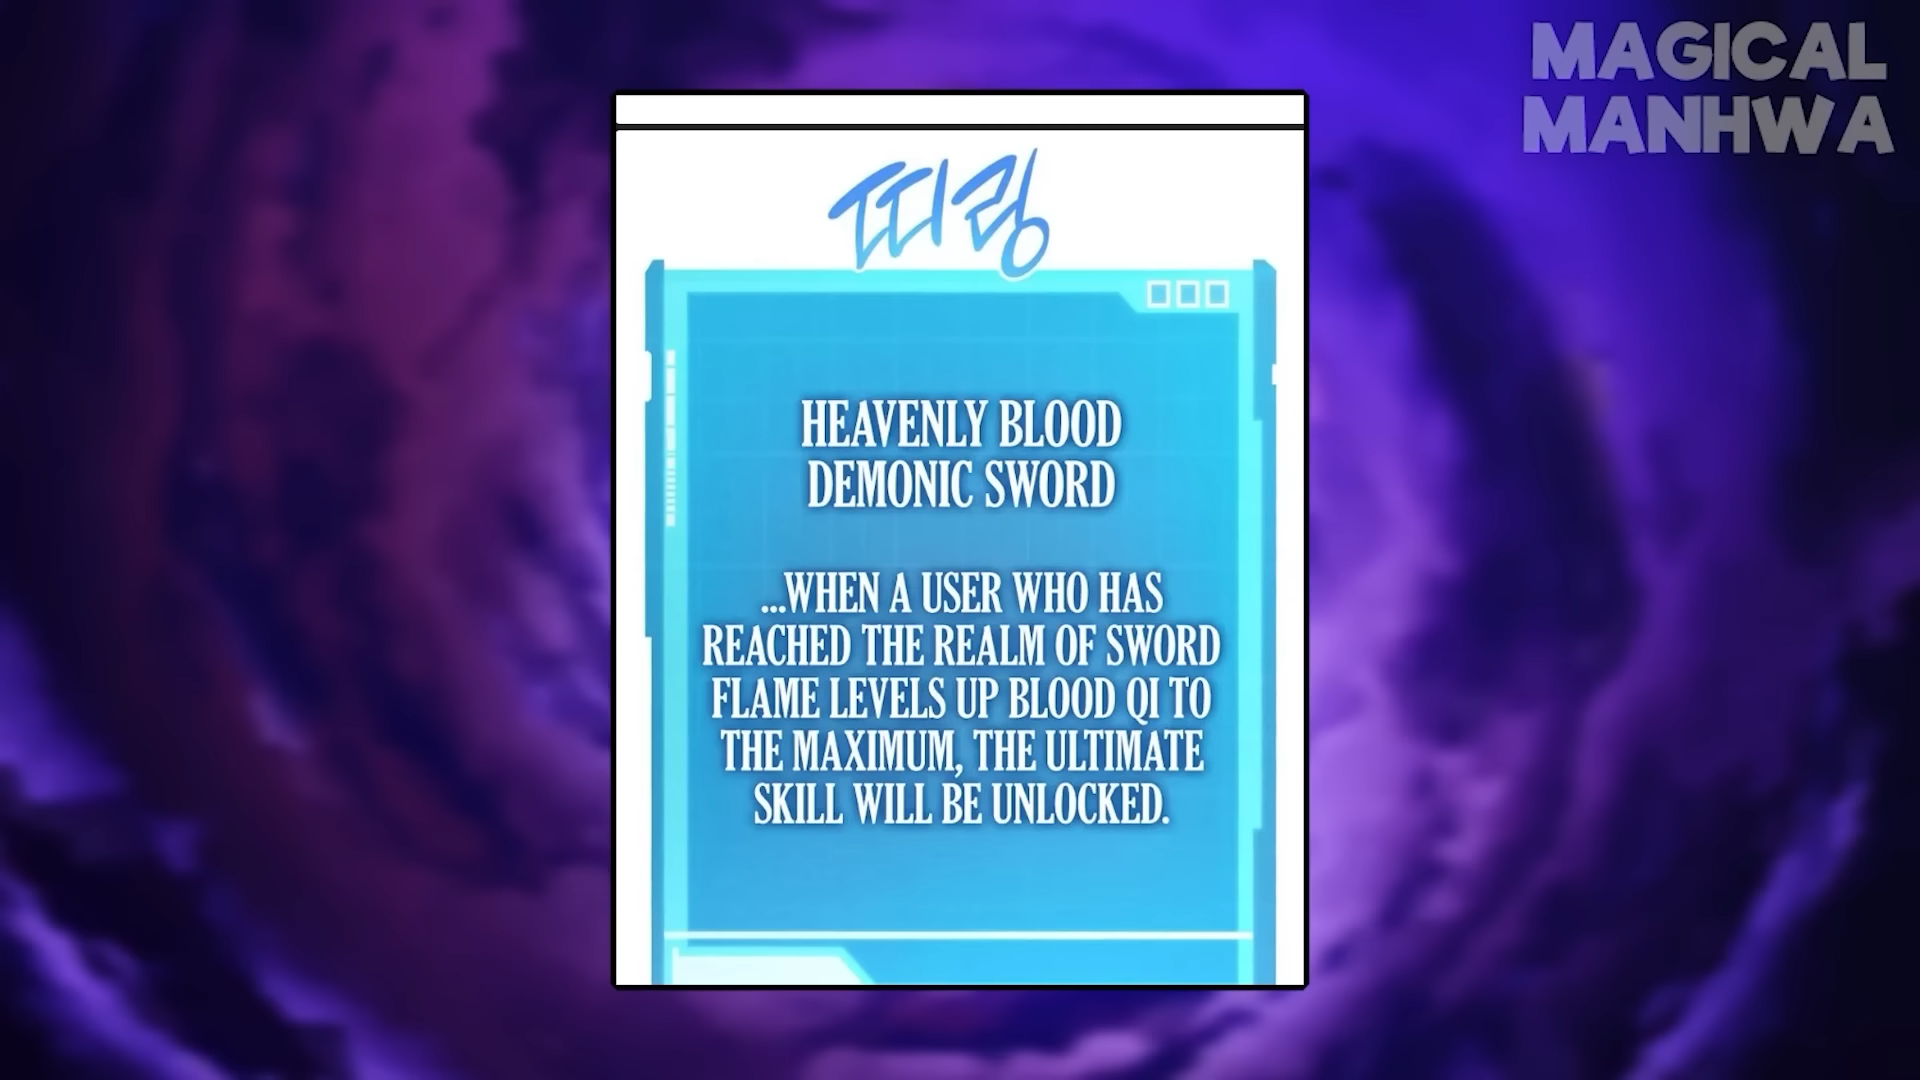 MAGICAL
MANHWA
띠링
HEAVENLY BLOOD
DEMONIC SWORD
...WHEN A USER WHO HAS
REACHED THE REALM OF SWORD
FLAME LEVELS UP BLOOD QI TO
THE MAXIMUM, THE ULTIMATE
SKILL WILL BE UNLOCKED.